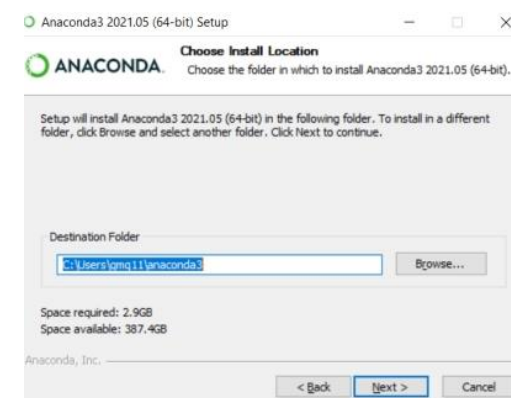 Anaconda3 2021.05 (64-bit) Setup
ANACONDA.
Choose Install Location
Choose the folder in which to install Anaconda3 2021.05 (64-bit).
Setup will install Anaconda3 2021.05 (64-bit) in the following folder. To install in a different
folder, click Browse and select another folder. Click Next to continue.
Destination Folder
C:\Users\gmq11\anaconda3
Browse...
Space required: 2.9GB
Space available: 387.4GB
Anaconda, Inc.
< Back
Next >
Cancel